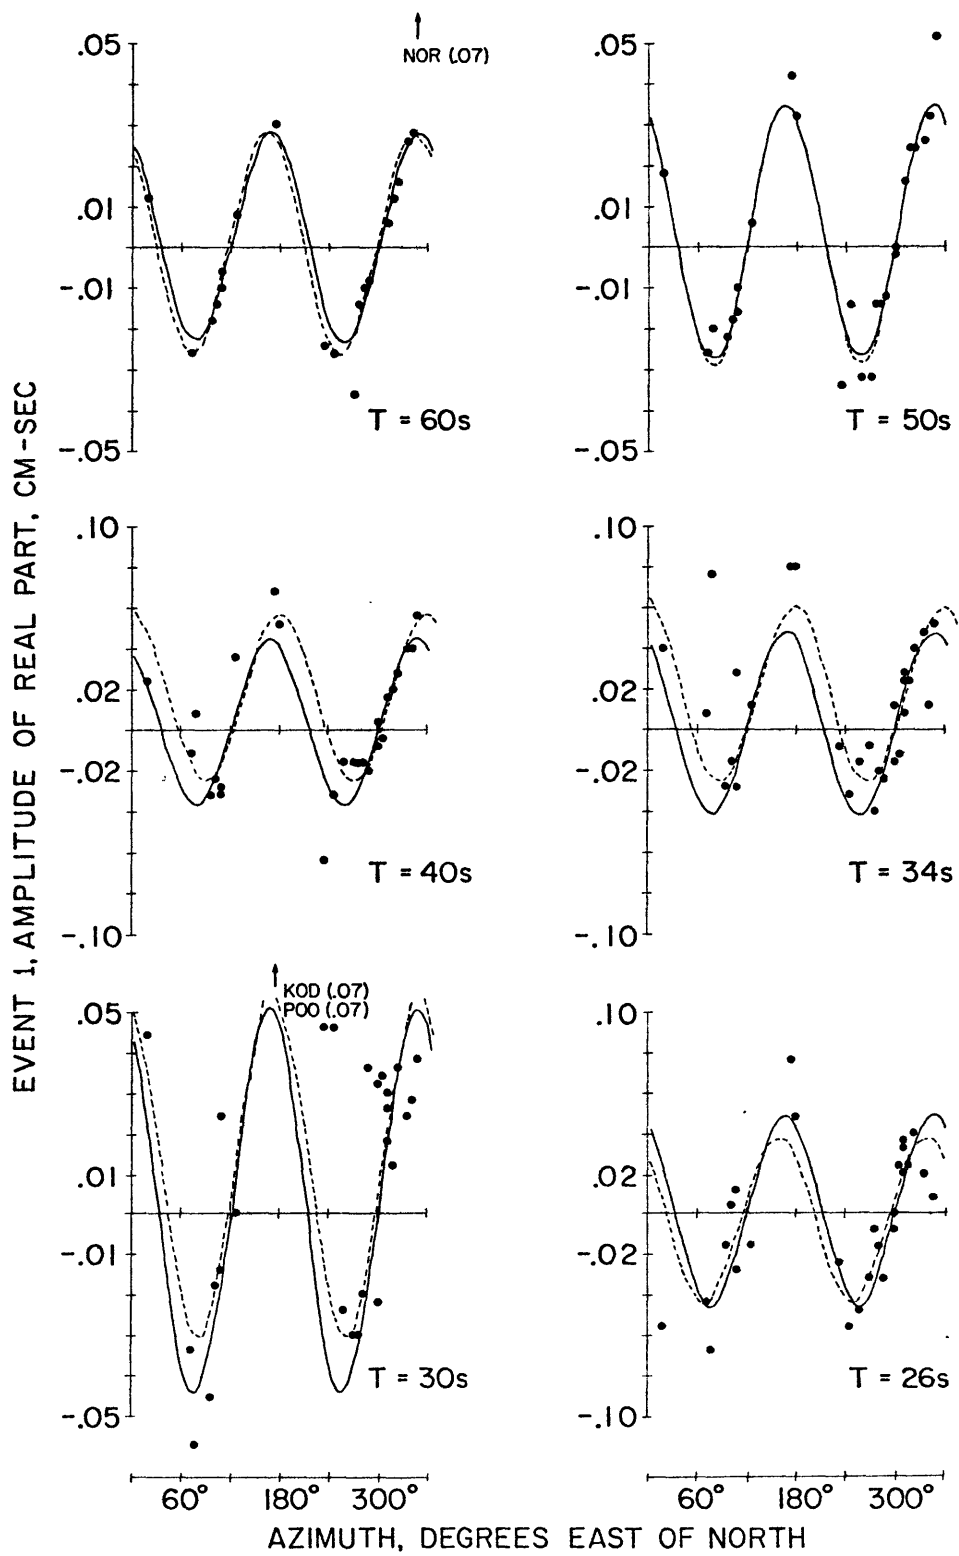 NOR (.07)
.05
.01
-.01
-.05
T = 60s
.05
.01
-.01
-.05
T = 50s
.10
.02
-.02
-.10
T = 40s
.10
.02
-.02
-.10
T = 34s
KOD (.07)
POO (.07)
.05
.01
-.01
-.05
T = 30s
.10
.02
-.02
-.10
T = 26s
EVENT 1, AMPLITUDE OF REAL PART, CM-SEC
60° 180° 300°
60° 180° 300°
AZIMUTH, DEGREES EAST OF NORTH